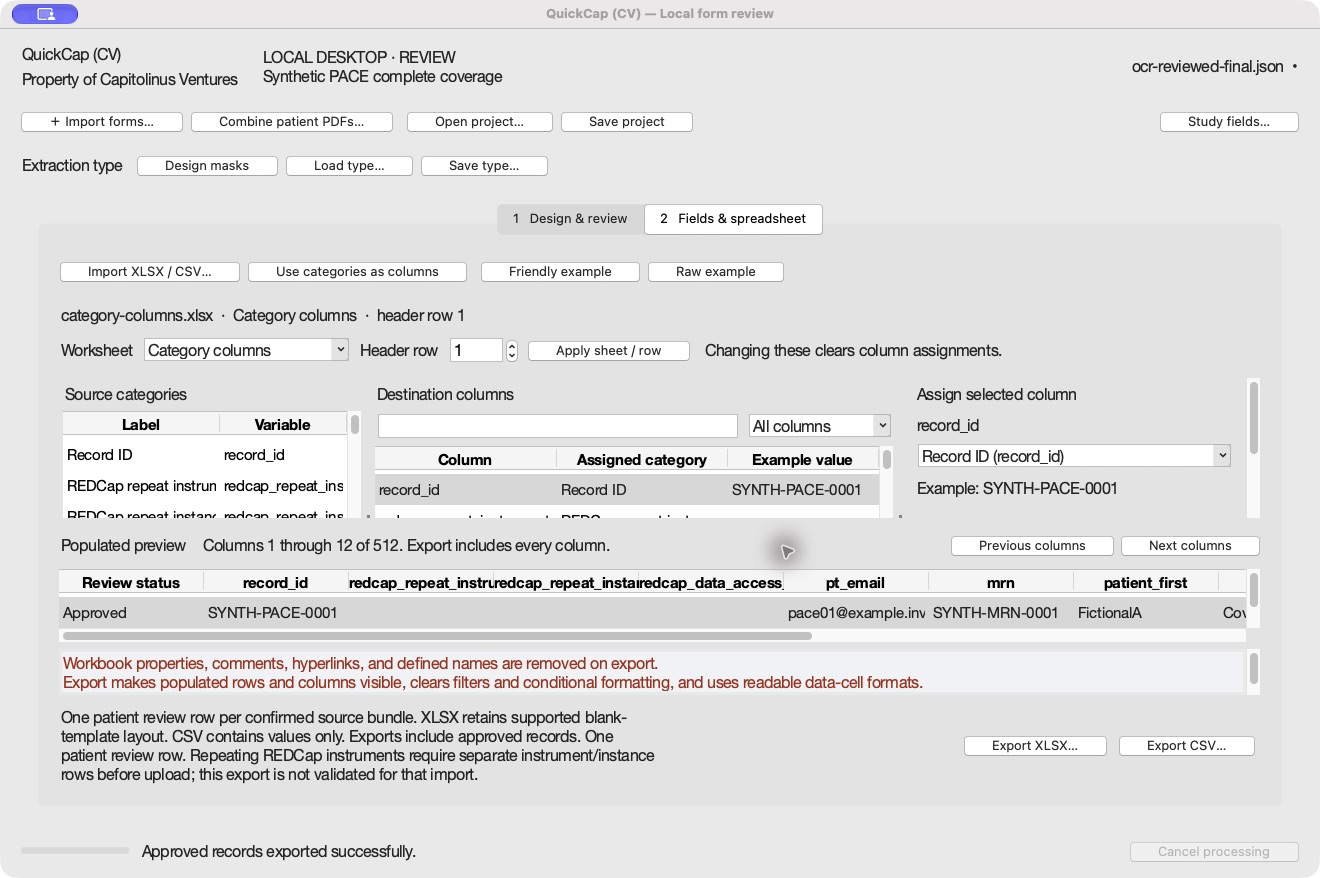 QuickCap (CV) — Local form review
QuickCap (CV)
Property of Capitolinus Ventures
LOCAL DESKTOP · REVIEW
Synthetic PACE complete coverage
ocr-reviewed-final.json •
+ Import forms...
Combine patient PDFs...
Open project...
Save project
Study fields...
Extraction type
Design masks
Load type...
Save type...
1 Design & review
2 Fields & spreadsheet
Import XLSX / CSV...
Use categories as columns
Friendly example
Raw example
category-columns.xlsx · Category columns · header row 1
Worksheet
Category columns
Header row
1
Apply sheet / row
Changing these clears column assignments.
Source categories
Label Variable
Record ID record_id
REDCap repeat instrun redcap_repeat_ins
REDCap repeat instanc redcap_repeat_ins
Destination columns
All columns
Column Assigned category Example value
record_id Record ID SYNTH-PACE-0001
Assign selected column
record_id
Record ID (record_id)
Example: SYNTH-PACE-0001
Populated preview Columns 1 through 12 of 512. Export includes every column.
Previous columns
Next columns
Review status record_id redcap_repeat_instru redcap_repeat_instan redcap_data_access_ pt_email mrn patient_first
Approved SYNTH-PACE-0001 pace01@example.inv SYNTH-MRN-0001 FictionalA Cov
Workbook properties, comments, hyperlinks, and defined names are removed on export.
Export makes populated rows and columns visible, clears filters and conditional formatting, and uses readable data-cell formats.
One patient review row per confirmed source bundle. XLSX retains supported blank-
template layout. CSV contains values only. Exports include approved records. One
patient review row. Repeating REDCap instruments require separate instrument/instance
rows before upload; this export is not validated for that import.
Export XLSX...
Export CSV...
Approved records exported successfully.
Cancel processing